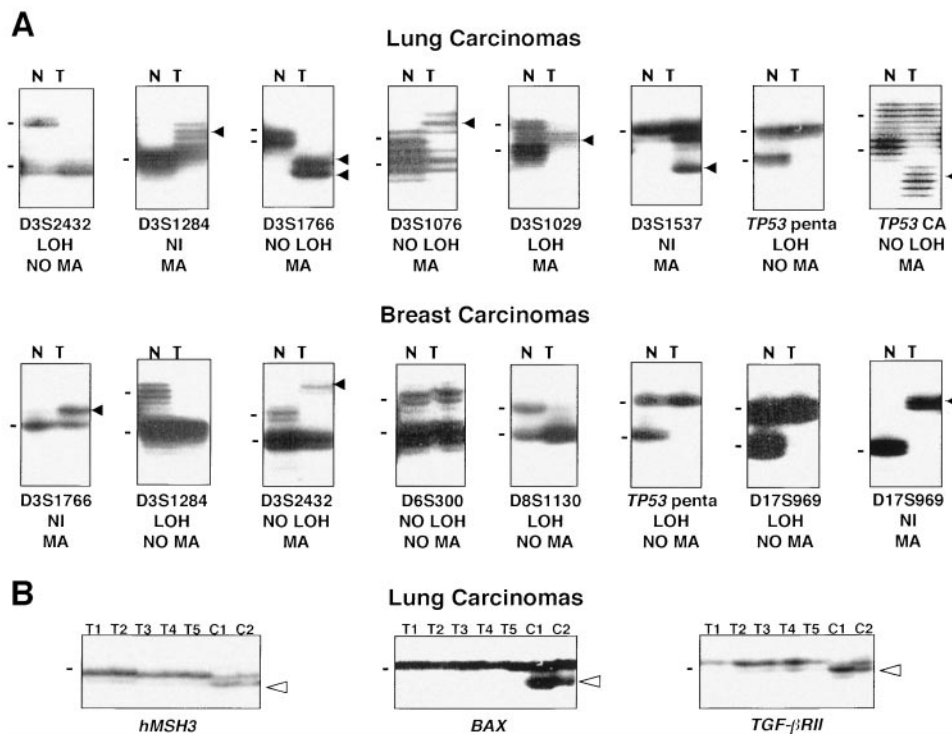 A
Lung Carcinomas
N T N T N T N T N T N T N T N T
D3S2432 D3S1284 D3S1766 D3S1076 D3S1029 D3S1537 TP53 penta TP53 CA
LOH NI NO LOH NO LOH LOH NI LOH NO LOH
NO MA MA MA MA MA MA NO MA MA
Breast Carcinomas
N T N T N T N T N T N T N T N T
D3S1766 D3S1284 D3S2432 D6S300 D8S1130 TP53 penta D17S969 D17S969
NI LOH NO LOH NO LOH LOH LOH LOH NI
MA NO MA MA NO MA NO MA NO MA NO MA MA
B
Lung Carcinomas
T1 T2 T3 T4 T5 C1 C2 T1 T2 T3 T4 T5 C1 C2 T1 T2 T3 T4 T5 C1 C2
hMSH3 BAX TGF-βRII